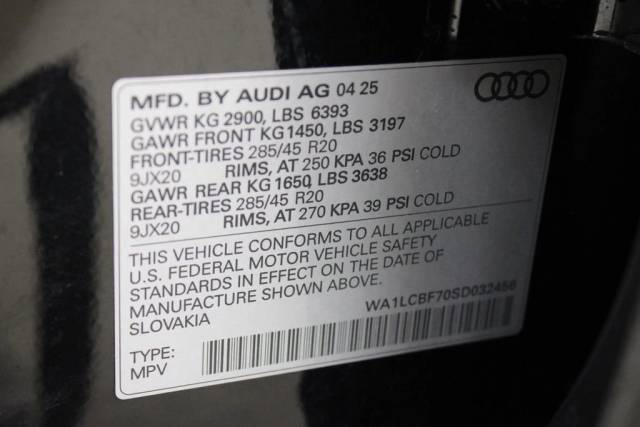 MFD. BY AUDI AG 04 25
GVWR KG 2900, LBS 6393
GAWR FRONT KG1450, LBS 3197
FRONT-TIRES 285/45 R20
9JX20 RIMS, AT 250 KPA 36 PSI COLD
GAWR REAR KG 1650, LBS 3638
REAR-TIRES 285/45 R20
9JX20 RIMS, AT 270 KPA 39 PSI COLD
THIS VEHICLE CONFORMS TO ALL APPLICABLE
U.S. FEDERAL MOTOR VEHICLE SAFETY
STANDARDS IN EFFECT ON THE DATE OF
MANUFACTURE SHOWN ABOVE.
SLOVAKIA
WA1LCBF70SD032456
TYPE:
MPV